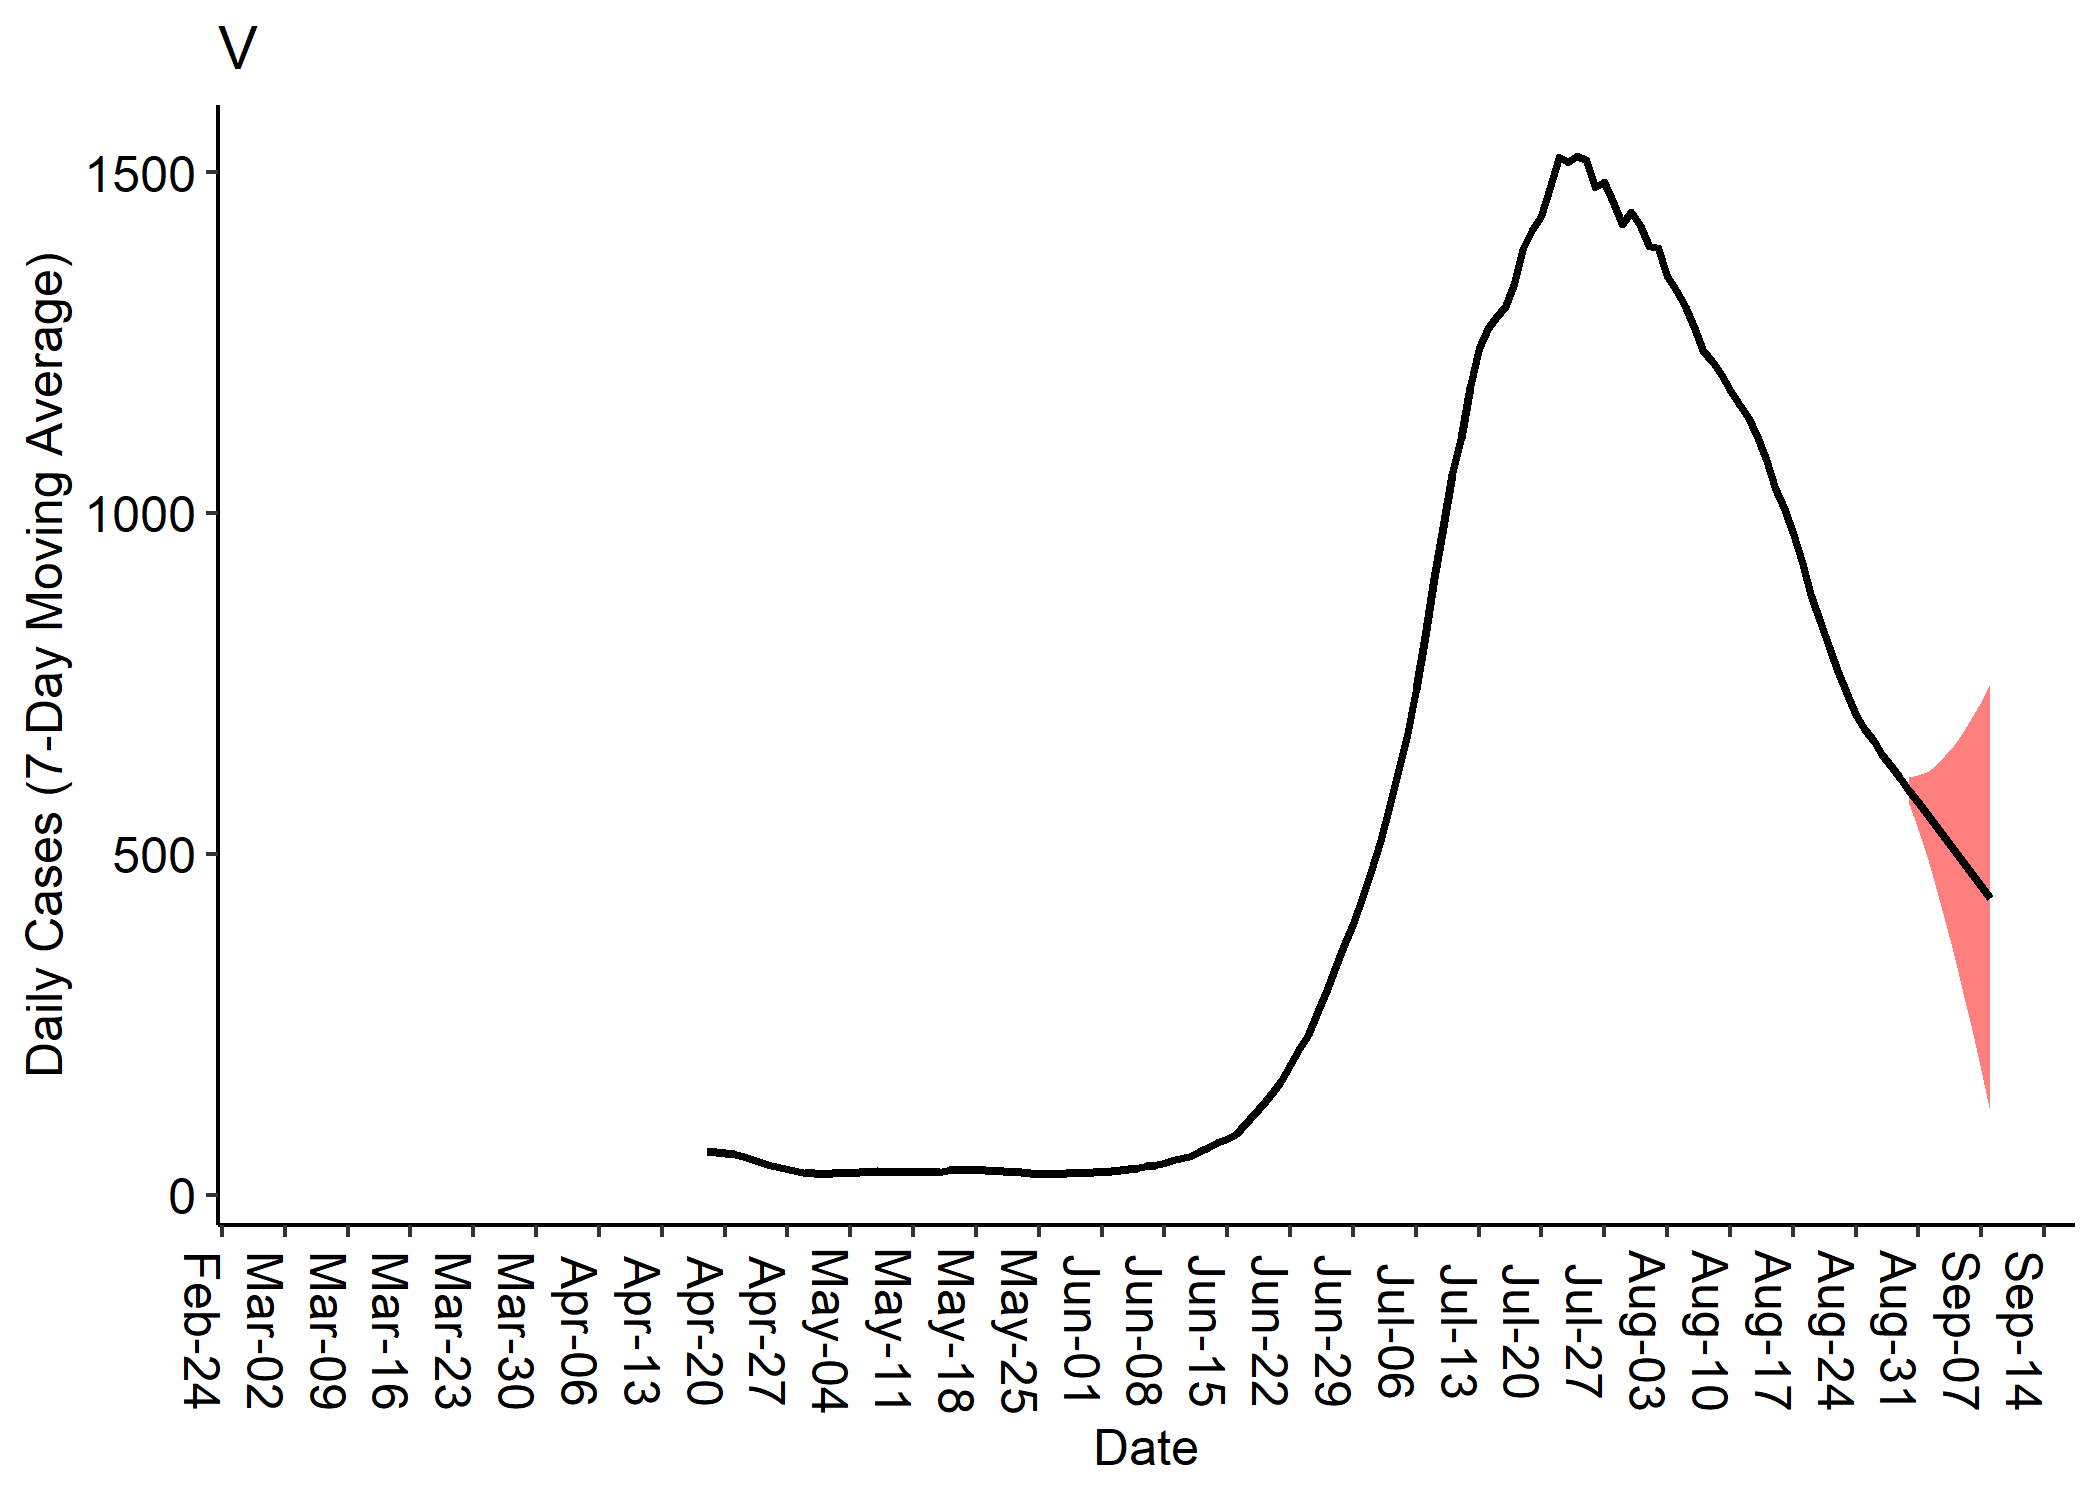 V
Daily Cases (7-Day Moving Average)
1500
1000
500
0
Feb-24
Mar-02
Mar-09
Mar-16
Mar-23
Mar-30
Apr-06
Apr-13
Apr-20
Apr-27
May-04
May-11
May-18
May-25
Jun-01
Jun-08
Jun-15
Jun-22
Jun-29
Jul-06
Jul-13
Jul-20
Jul-27
Aug-03
Aug-10
Aug-17
Aug-24
Aug-31
Sep-07
Sep-14
Date